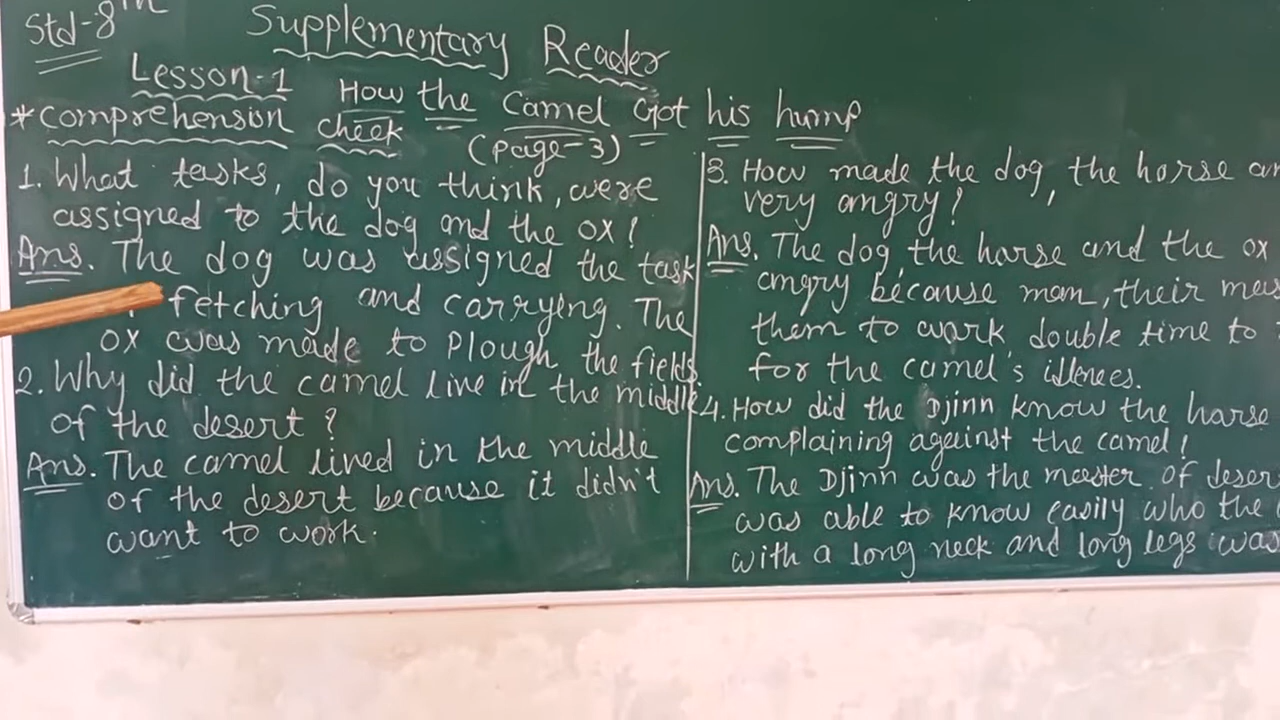 Std-8th
Supplementary Reader
Lesson-1 How the Camel Got his hump
*Comprehension check (page-3)
1. What tasks, do you think, were
assigned to the dog and the ox?
Ans. The dog was assigned the task
fetching and carrying. The
ox was made to Plough the fields.
2. Why did the camel live in the middle
of the desert?
Ans. The camel lived in the middle
of the desert because it didn't
want to work.
3. How made the dog, the horse
very angry?
Ans. The dog, the horse and the ox
angry because man, their
them to work double time to
for the camel's idlenees.
4. How did the Djinn know the horse
complaining against the camel?
Ans. The Djinn was the master of
was able to know easily who the
with a long neck and long legs was